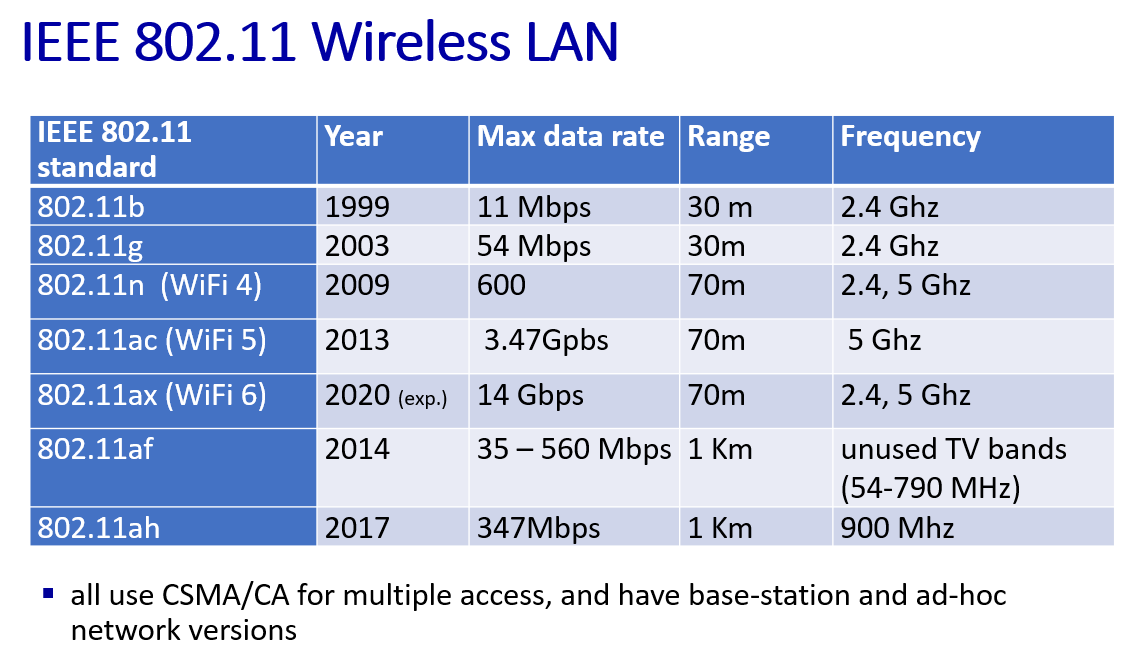 IEEE 802.11 Wireless LAN
IEEE 802.11 standard Year Max data rate Range Frequency
802.11b 1999 11 Mbps 30 m 2.4 Ghz
802.11g 2003 54 Mbps 30m 2.4 Ghz
802.11n (WiFi 4) 2009 600 70m 2.4, 5 Ghz
802.11ac (WiFi 5) 2013 3.47Gpbs 70m 5 Ghz
802.11ax (WiFi 6) 2020 (exp.) 14 Gbps 70m 2.4, 5 Ghz
802.11af 2014 35 – 560 Mbps 1 Km unused TV bands (54-790 MHz)
802.11ah 2017 347Mbps 1 Km 900 Mhz
▪ all use CSMA/CA for multiple access, and have base-station and ad-hoc
network versions